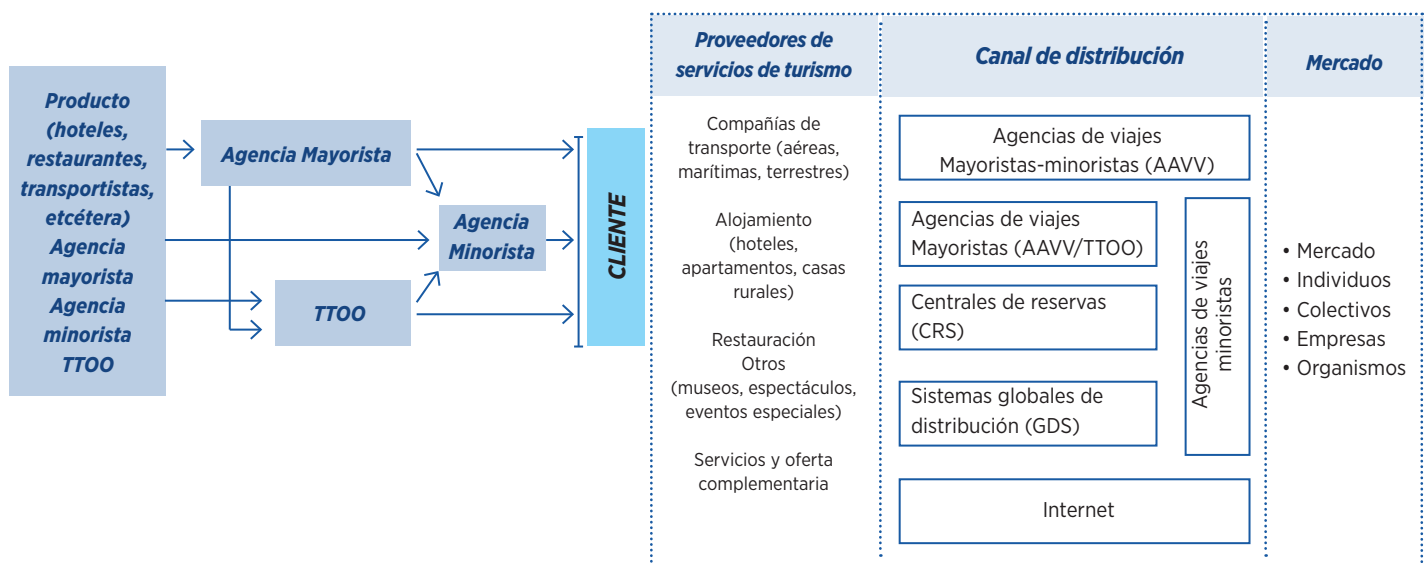 Producto
(hoteles,
restaurantes,
transportistas,
etcétera)
Agencia
mayorista
Agencia
minorista
TTOO
Agencia Mayorista
Agencia
Minorista
TTOO
CLIENTE
Proveedores de
servicios de turismo
Compañías de
transporte (aéreas,
marítimas, terrestres)
Alojamiento
(hoteles,
apartamentos, casas
rurales)
Restauración
Otros
(museos, espectáculos,
eventos especiales)
Servicios y oferta
complementaria
Canal de distribución
Agencias de viajes
Mayoristas-minoristas (AAVV)
Agencias de viajes
Mayoristas (AAVV/TTOO)
Centrales de reservas
(CRS)
Sistemas globales de
distribución (GDS)
Agencias de viajes
minoristas
Internet
Mercado
• Mercado
• Individuos
• Colectivos
• Empresas
• Organismos